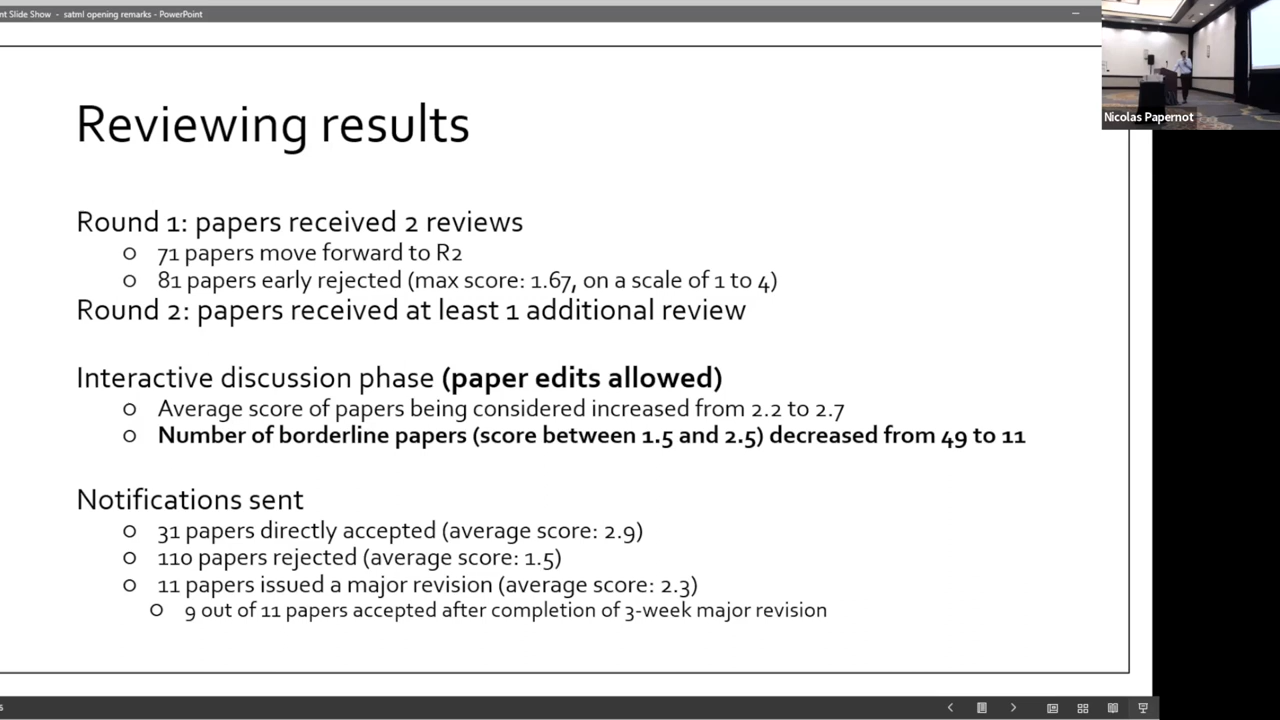 nt Slide Show - satml opening remarks - PowerPoint
Nicolas Papernot
Reviewing results
Round 1: papers received 2 reviews
71 papers move forward to R2
81 papers early rejected (max score: 1.67, on a scale of 1 to 4)
Round 2: papers received at least 1 additional review
Interactive discussion phase (paper edits allowed)
Average score of papers being considered increased from 2.2 to 2.7
Number of borderline papers (score between 1.5 and 2.5) decreased from 49 to 11
Notifications sent
31 papers directly accepted (average score: 2.9)
110 papers rejected (average score: 1.5)
11 papers issued a major revision (average score: 2.3)
9 out of 11 papers accepted after completion of 3-week major revision